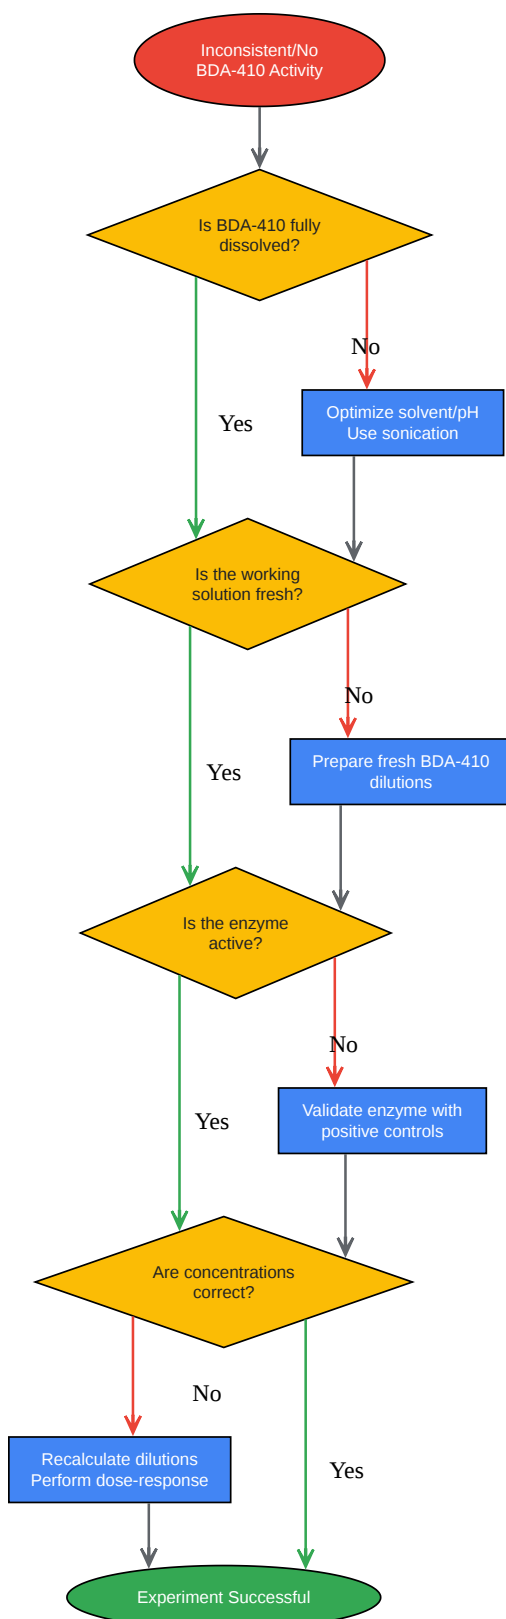 Inconsistent/No
BDA-410 Activity
Is BDA-410 fully
dissolved?
No
Optimize solvent/pH
Use sonication
Yes
Is the working
solution fresh?
No
Prepare fresh BDA-410
dilutions
Yes
Is the enzyme
active?
No
Validate enzyme with
positive controls
Yes
Are concentrations
correct?
No
Recalculate dilutions
Perform dose-response
Yes
Experiment Successful